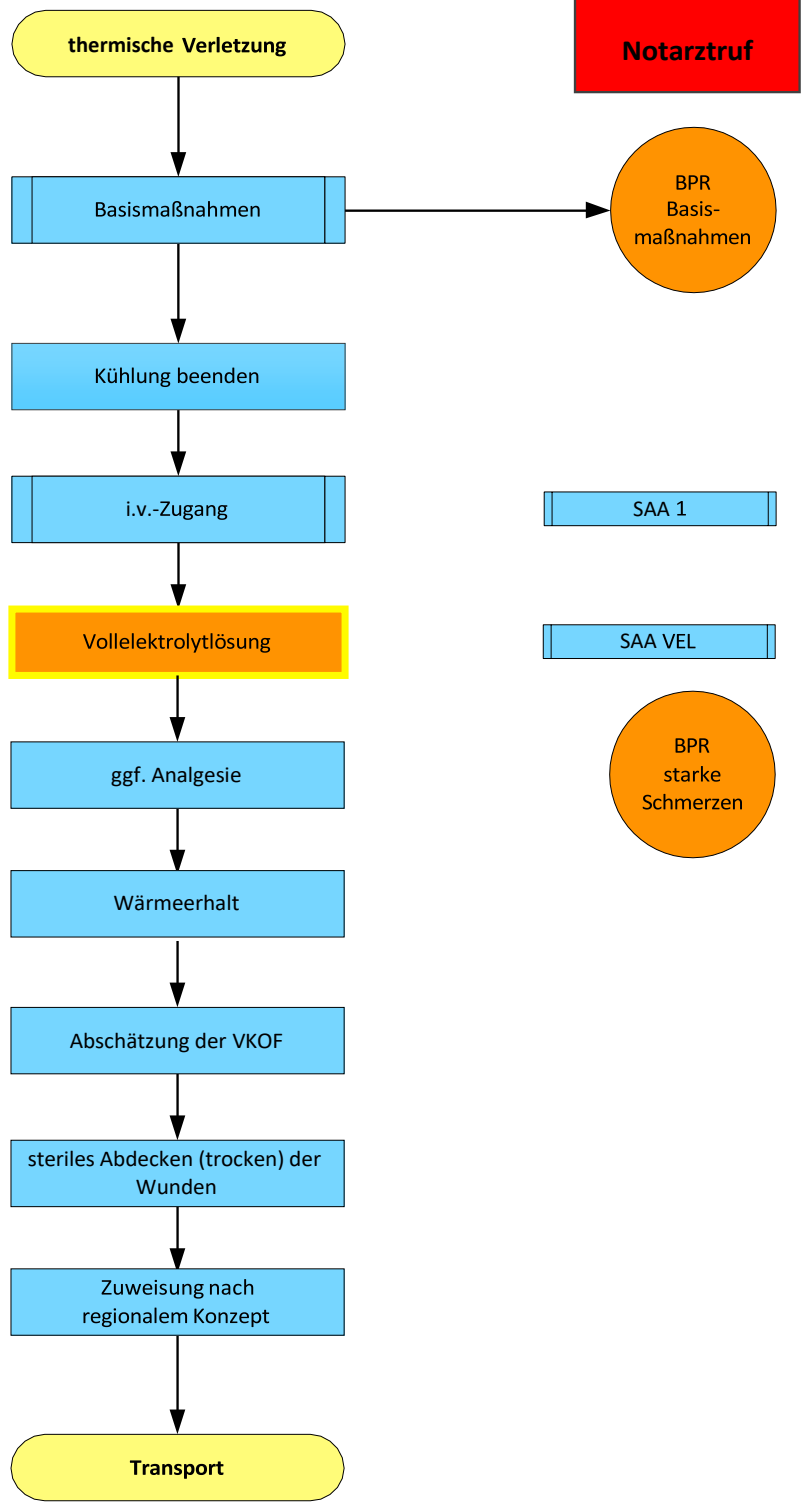 thermische Verletzung
Notarztruf
Basismaßnahmen
BPR
Basis-
maßnahmen
Kühlung beenden
i.v.-Zugang
SAA 1
Vollelektrolytlösung
SAA VEL
ggf. Analgesie
BPR
starke
Schmerzen
Wärmeerhalt
Abschätzung der VKOF
steriles Abdecken (trocken) der
Wunden
Zuweisung nach
regionalem Konzept
Transport